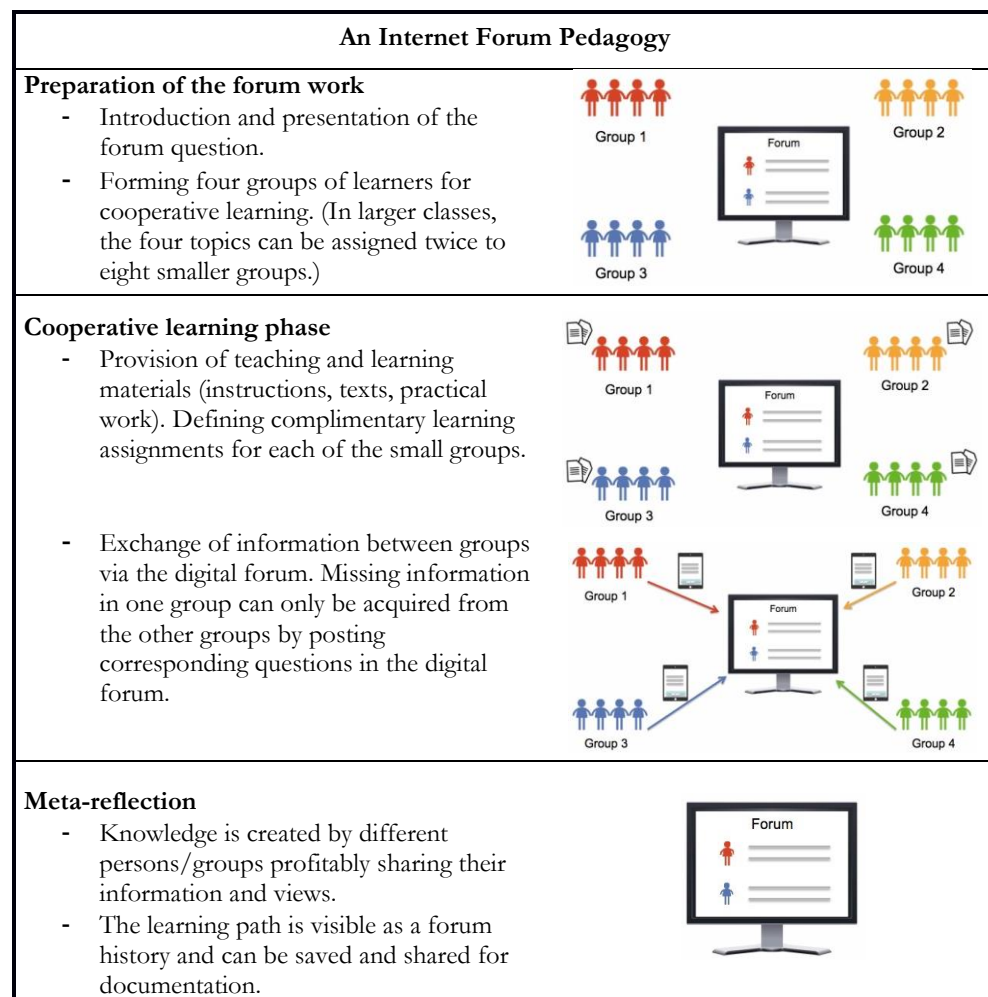 An Internet Forum Pedagogy
Preparation of the forum work
- Introduction and presentation of the
forum question.
- Forming four groups of learners for
cooperative learning. (In larger classes,
the four topics can be assigned twice to
eight smaller groups.)
Group 1
Group 2
Forum
Group 3
Group 4
Cooperative learning phase
- Provision of teaching and learning
materials (instructions, texts, practical
work). Defining complimentary learning
assignments for each of the small groups.
Group 1
Group 2
Forum
Group 3
Group 4
- Exchange of information between groups
via the digital forum. Missing information
in one group can only be acquired from
the other groups by posting
corresponding questions in the digital
forum.
Group 1
Group 2
Forum
Group 3
Group 4
Meta-reflection
- Knowledge is created by different
persons/groups profitably sharing their
information and views.
- The learning path is visible as a forum
history and can be saved and shared for
documentation.
Forum